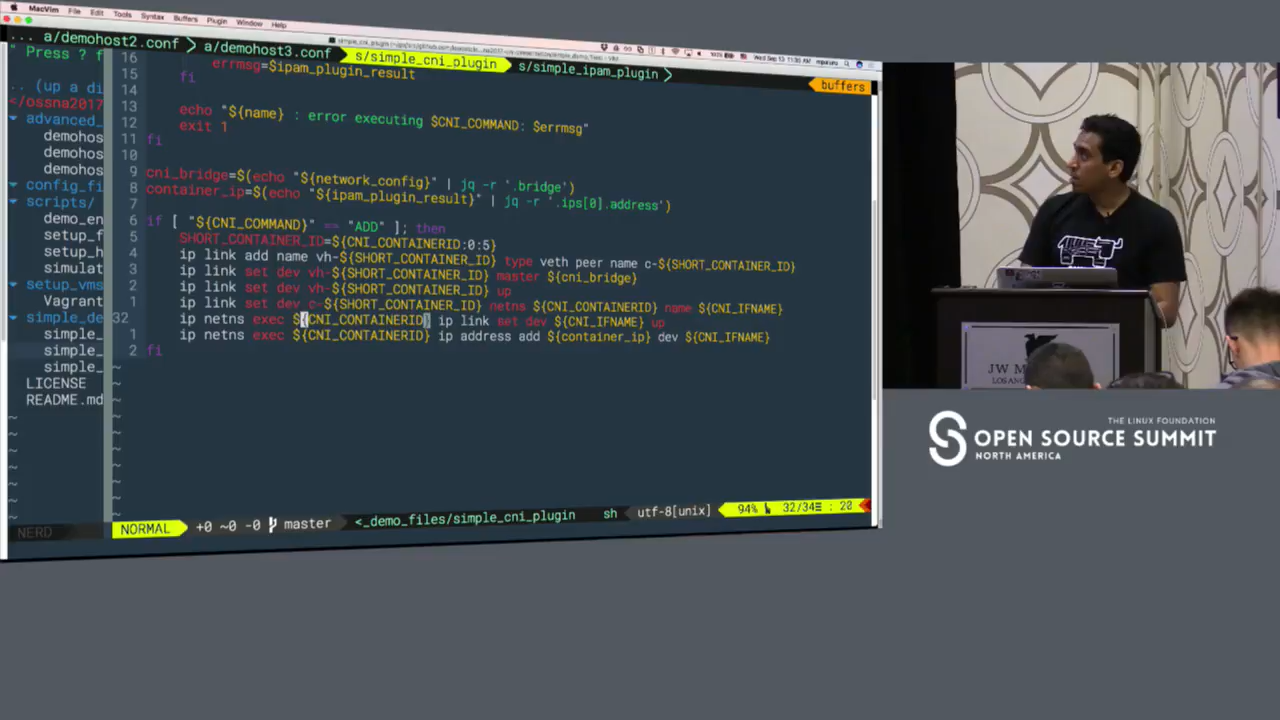 MacVim File Edit Tools Syntax Buffers Plugin Window Help
... a/demohost2.conf a/demohost3.conf s/simple_cni_plugin s/simple_ipam_plugin
buffers
" Press ? f
.. (up a di
</ossna2017
advanced_
demohos
demohos
demohos
config_fi
scripts/
demo_en
setup_f
setup_h
simulat
setup_vms
Vagrant
simple_de
simple_
simple_
simple_
LICENSE
README.md
16 errmsg=$ipam_plugin_result
15 fi
14
13 echo "${name} : error executing $CNI_COMMAND: $errmsg"
12 exit 1
11 fi
10
9 cni_bridge=$(echo "${network_config}" | jq -r '.bridge')
8 container_ip=$(echo "${ipam_plugin_result}" | jq -r '.ips[0].address')
7
6 if [ "${CNI_COMMAND}" == "ADD" ]; then
5 SHORT_CONTAINER_ID=${CNI_CONTAINERID:0:5}
4 ip link add name vh-${SHORT_CONTAINER_ID} type veth peer name c-${SHORT_CONTAINER_ID}
3 ip link set dev vh-${SHORT_CONTAINER_ID} master ${cni_bridge}
2 ip link set dev vh-${SHORT_CONTAINER_ID} up
1 ip link set dev c-${SHORT_CONTAINER_ID} netns ${CNI_CONTAINERID} name ${CNI_IFNAME}
32 ip netns exec ${CNI_CONTAINERID} ip link set dev ${CNI_IFNAME} up
1 ip netns exec ${CNI_CONTAINERID} ip address add ${container_ip} dev ${CNI_IFNAME}
2 fi
NERD
NORMAL +0 ~0 -0 master <_demo_files/simple_cni_plugin sh utf-8[unix] 94% 32/34 : 20
JW M
LOS AN
THE LINUX FOUNDATION
OPEN SOURCE SUMMIT
NORTH AMERICA